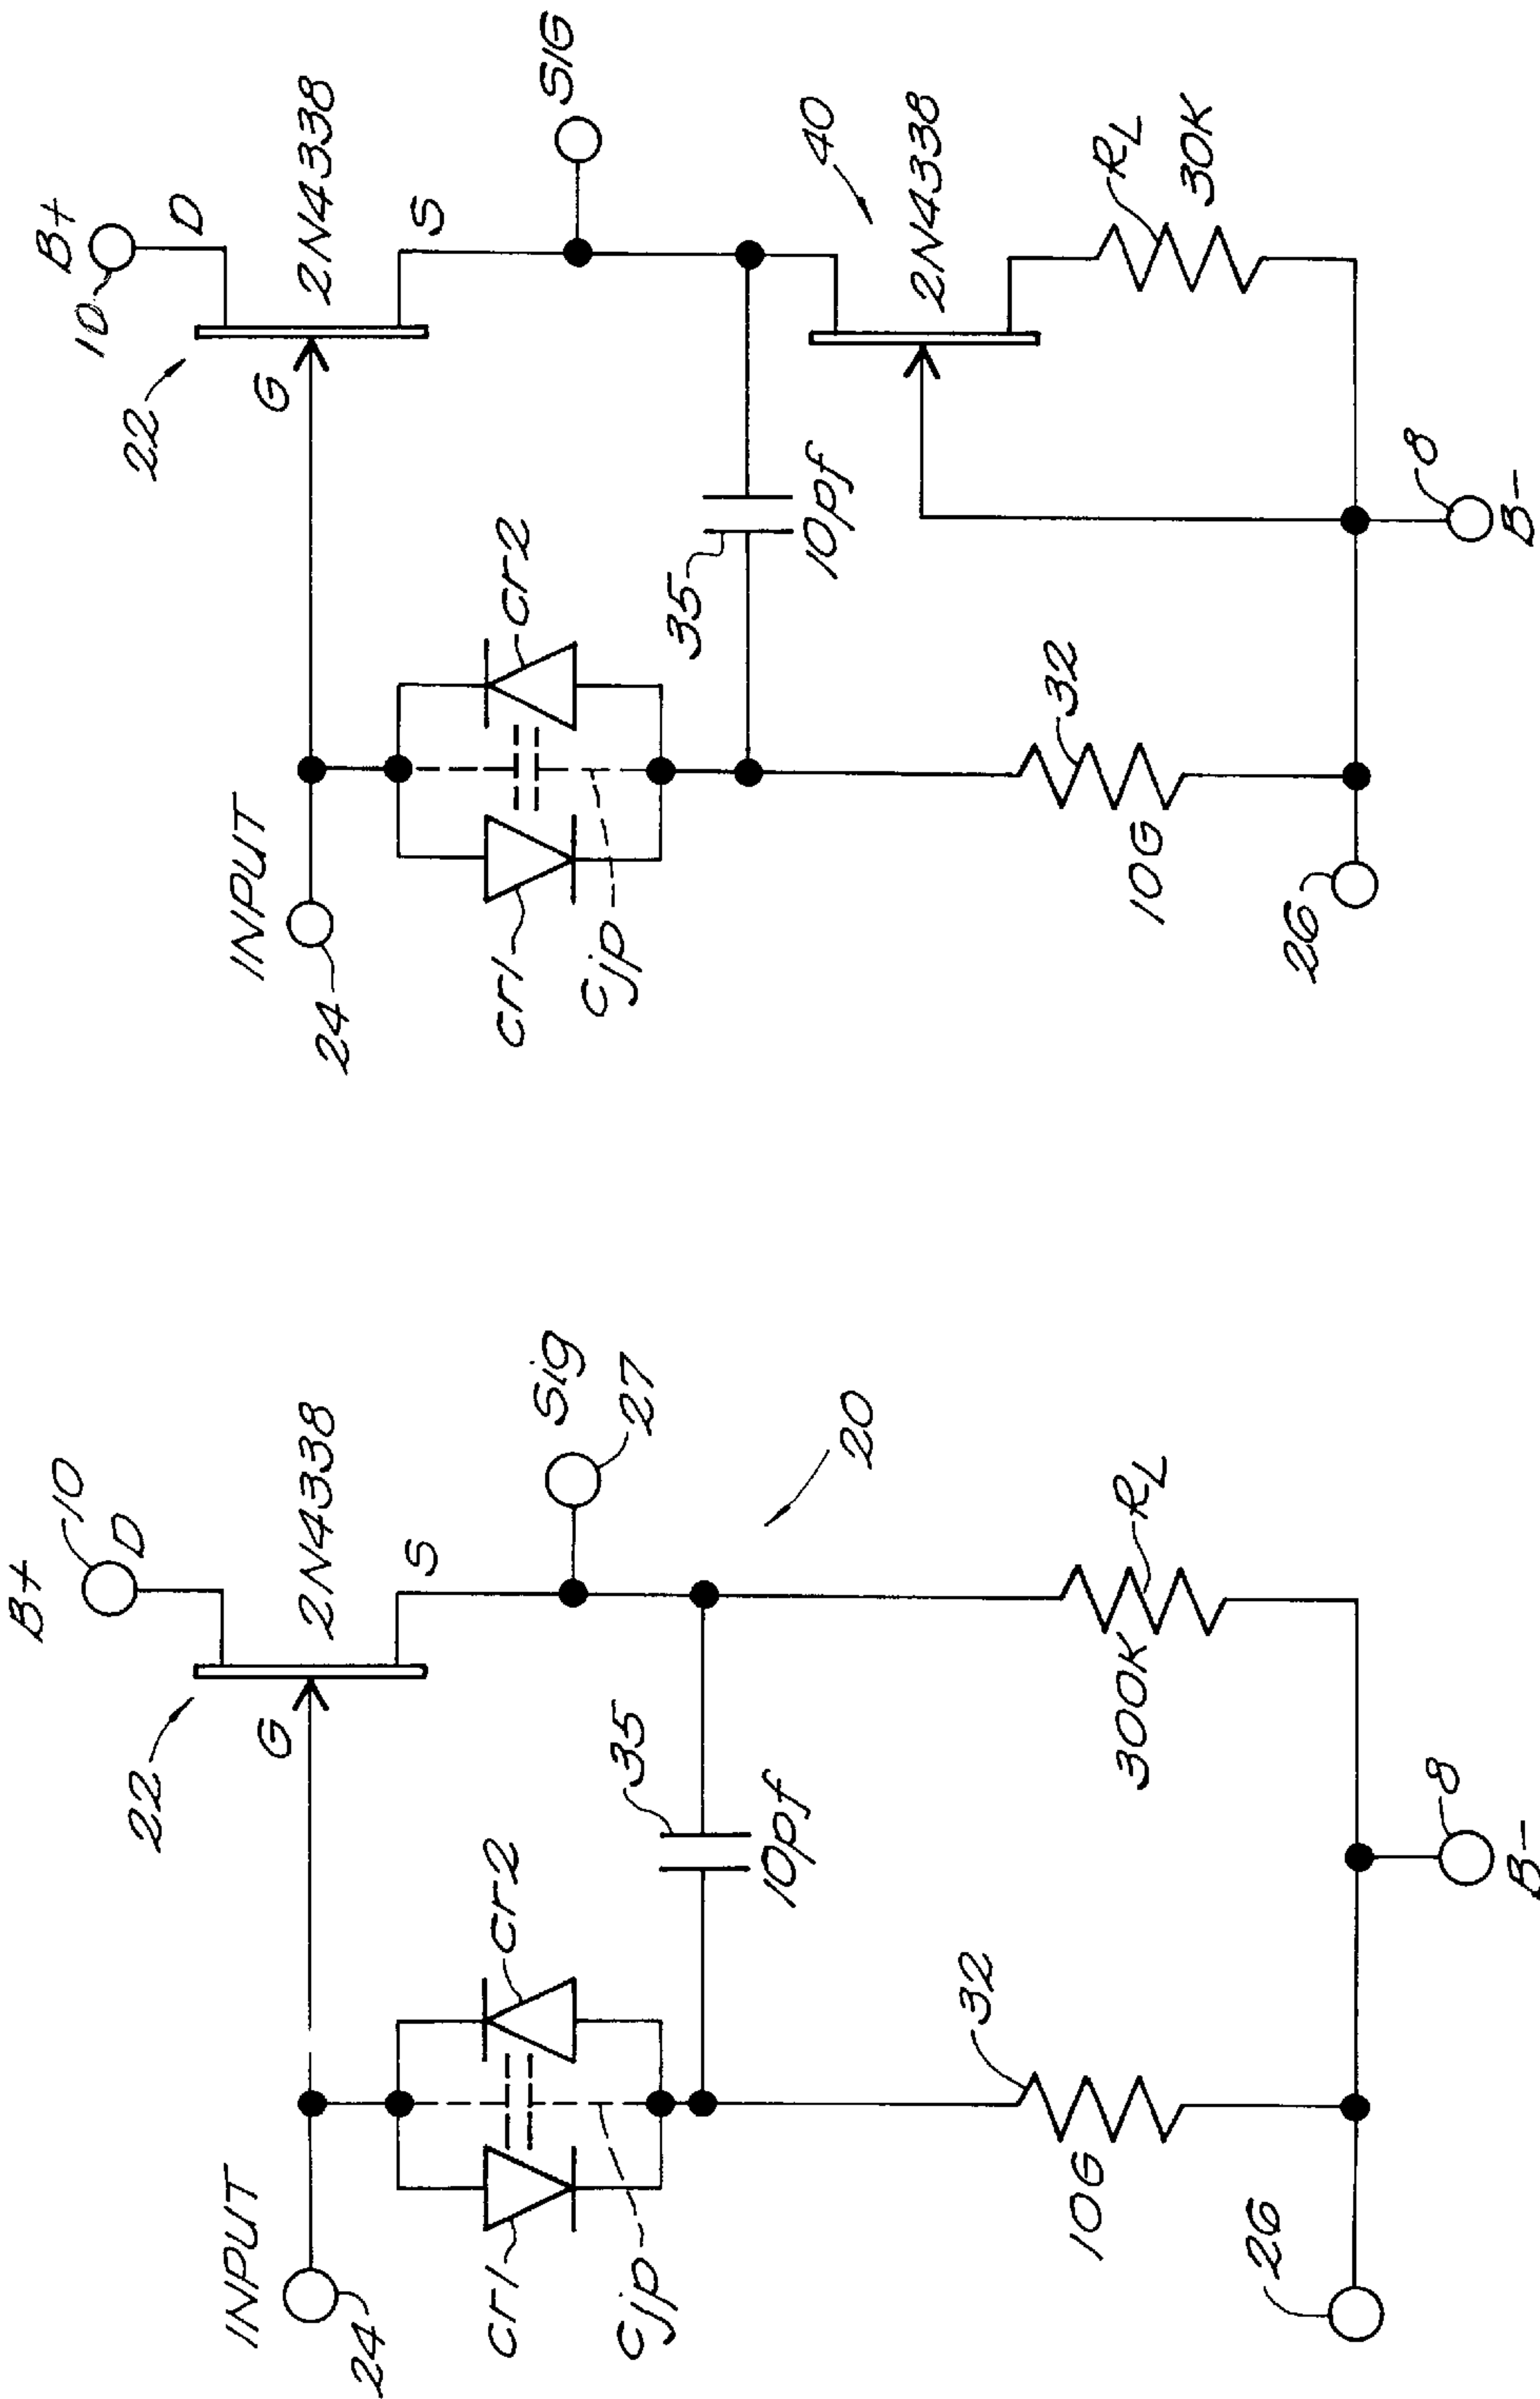 B+
10
D
22
G
2N4338
S
INPUT
24
Sig
27
cr1
cr2
Cjp
35
10pf
20
32
10G
300K
RL
26
8
B-
B+
10
D
22
G
2N4338
S
INPUT
24
SIG
cr1
cr2
Cjp
35
10pf
40
2N4338
32
10G
RL
30K
26
8
B-